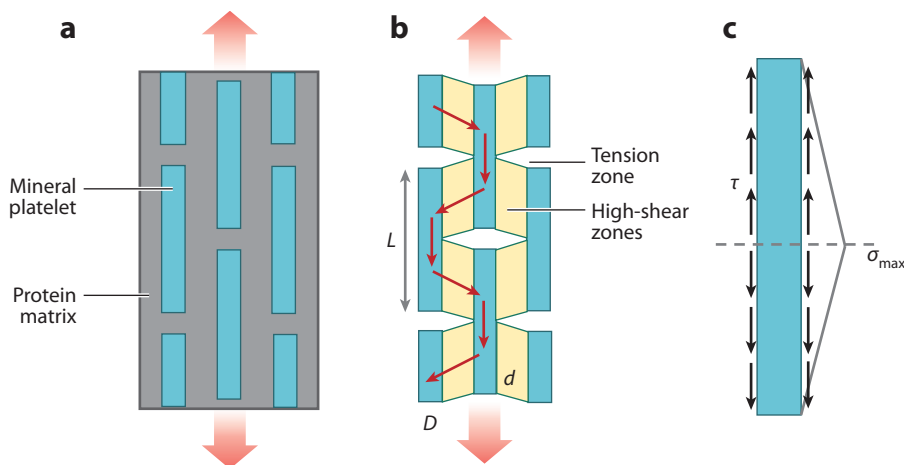 a
b
c
Mineral
platelet
Protein
matrix
L
Tension
zone
High-shear
zones
d
D
τ
σmax